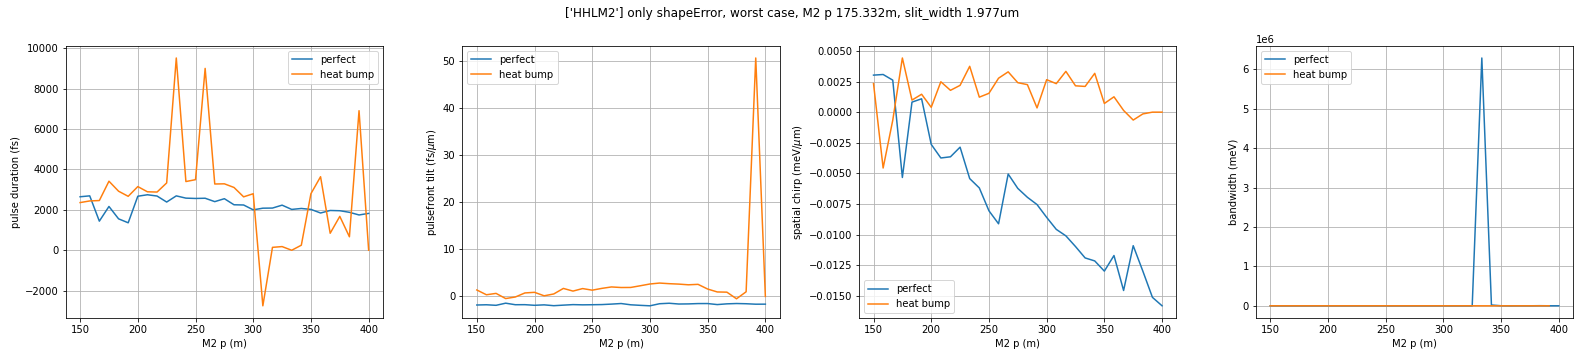 ['HHLM2'] only shapeError, worst case, M2 p 175.332m, slit_width 1.977um
pulse duration (fs)
10000
8000
6000
4000
2000
0
−2000
150
200
250
300
350
400
M2 p (m)
perfect
heat bump
pulsefront tilt (fs/μm)
50
40
30
20
10
0
150
200
250
300
350
400
M2 p (m)
perfect
heat bump
spatial chirp (meV/μm)
0.0050
0.0025
0.0000
−0.0025
−0.0050
−0.0075
−0.0100
−0.0125
−0.0150
150
200
250
300
350
400
M2 p (m)
perfect
heat bump
bandwidth (meV)
1e6
6
5
4
3
2
1
0
150
200
250
300
350
400
M2 p (m)
perfect
heat bump